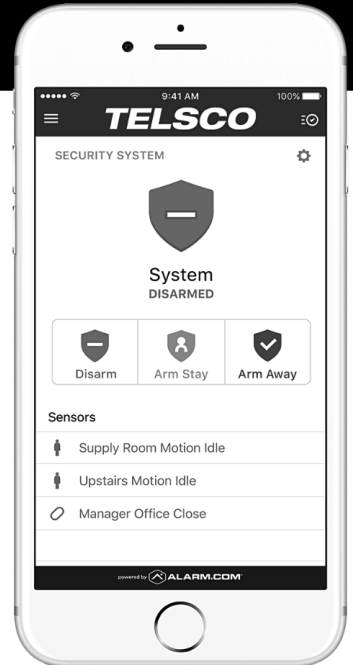 9:41 AM 100%
TELSCO
SECURITY SYSTEM
System
DISARMED
Disarm Arm Stay Arm Away
Sensors
Supply Room Motion Idle
Upstairs Motion Idle
Manager Office Close
powered by ALARM.COM